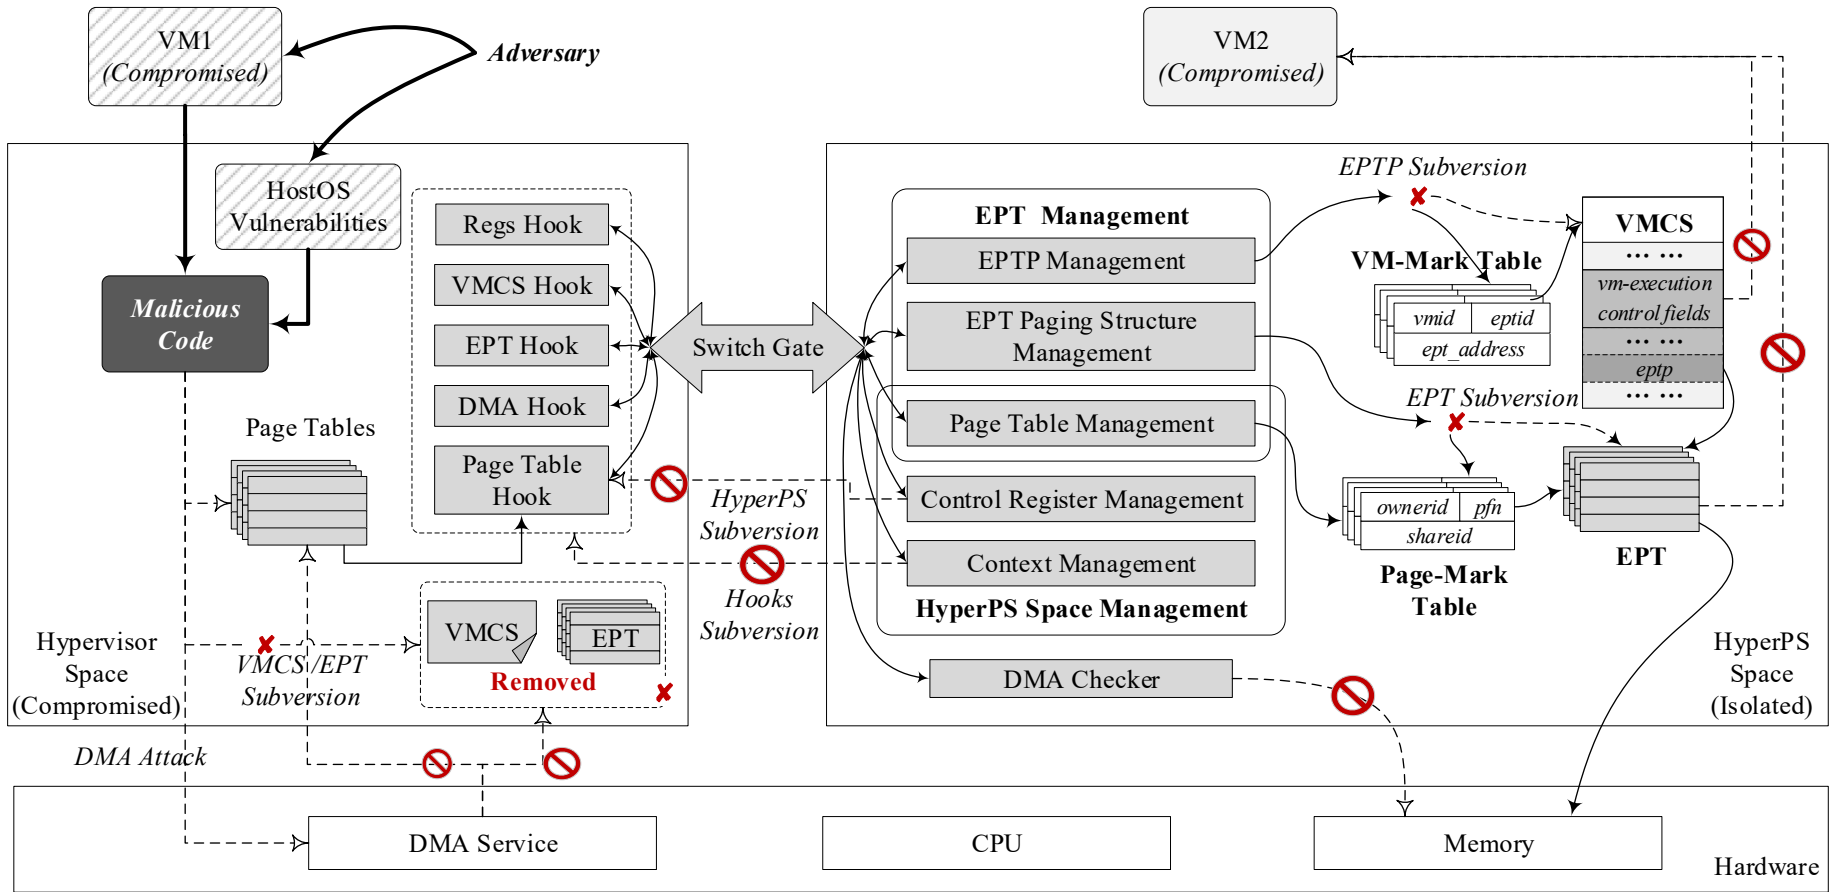 VM1
(Compromised)
Adversary
VM2
(Compromised)
HostOS
Vulnerabilities
Malicious
Code
Page Tables
Regs Hook
VMCS Hook
EPT Hook
DMA Hook
Page Table
Hook
Switch Gate
HyperPS
Subversion
Hooks
Subversion
VMCS
EPT
Removed
VMCS /EPT
Subversion
Hypervisor
Space
(Compromised)
DMA Attack
EPT Management
EPTP Management
EPT Paging Structure
Management
Page Table Management
Control Register Management
Context Management
HyperPS Space Management
DMA Checker
EPTP Subversion
VM-Mark Table
vmid
eptid
ept_address
VMCS
... ...
vm-execution
control fields
... ...
eptp
... ...
EPT Subversion
ownerid
pfn
shareid
Page-Mark
Table
EPT
HyperPS
Space
(Isolated)
DMA Service
CPU
Memory
Hardware